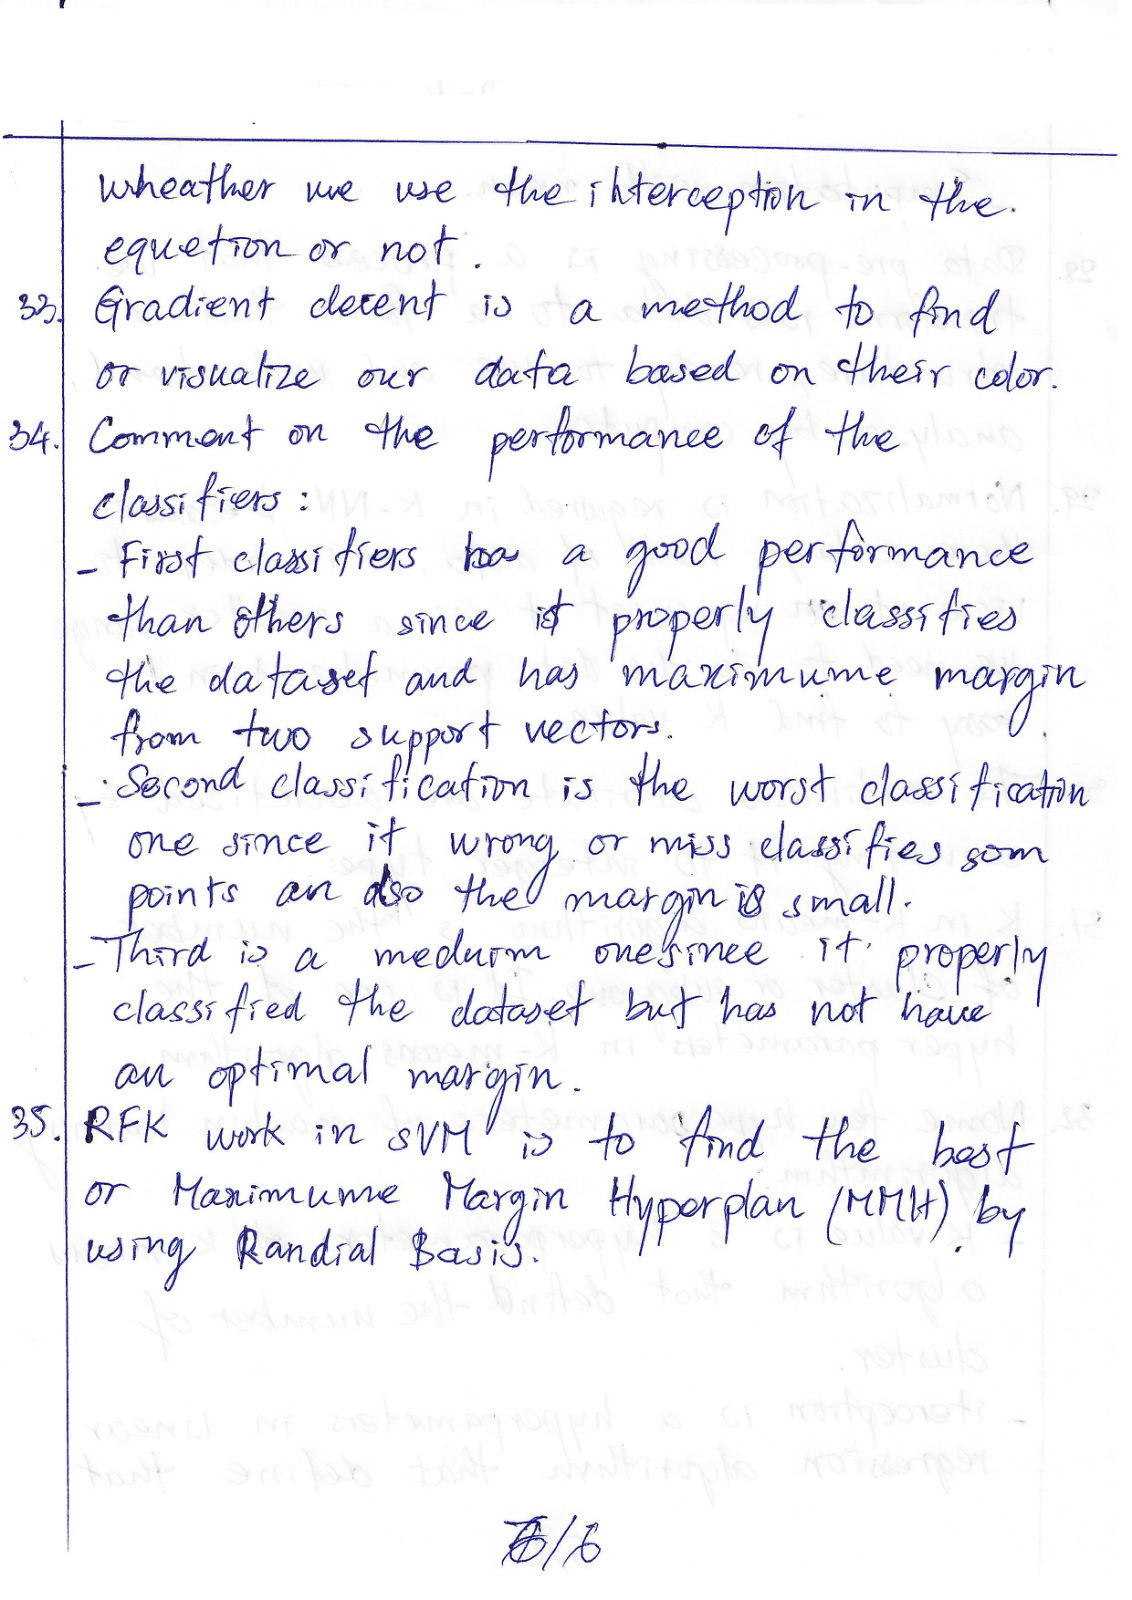 wheather we use the interception in the.
equetion or not.
33. Gradient decent is a method to find
or visualize our data based on their color.
34. Comment on the performance of the
classifiers:
- First classifiers has a good performance
than others since it properly classifies
the dataset and has maximume margin
from two support vectors.
- Second classification is the worst classification
one since it wrong or miss classifies som
points an also the margin is small.
- Third is a medium one since it properly
classified the dataset but has not have
an optimal margin.
35. RFK work in SVM is to find the best
or Maximume Margin Hyperplan (MMH) by
using Randial Basis.
6/6